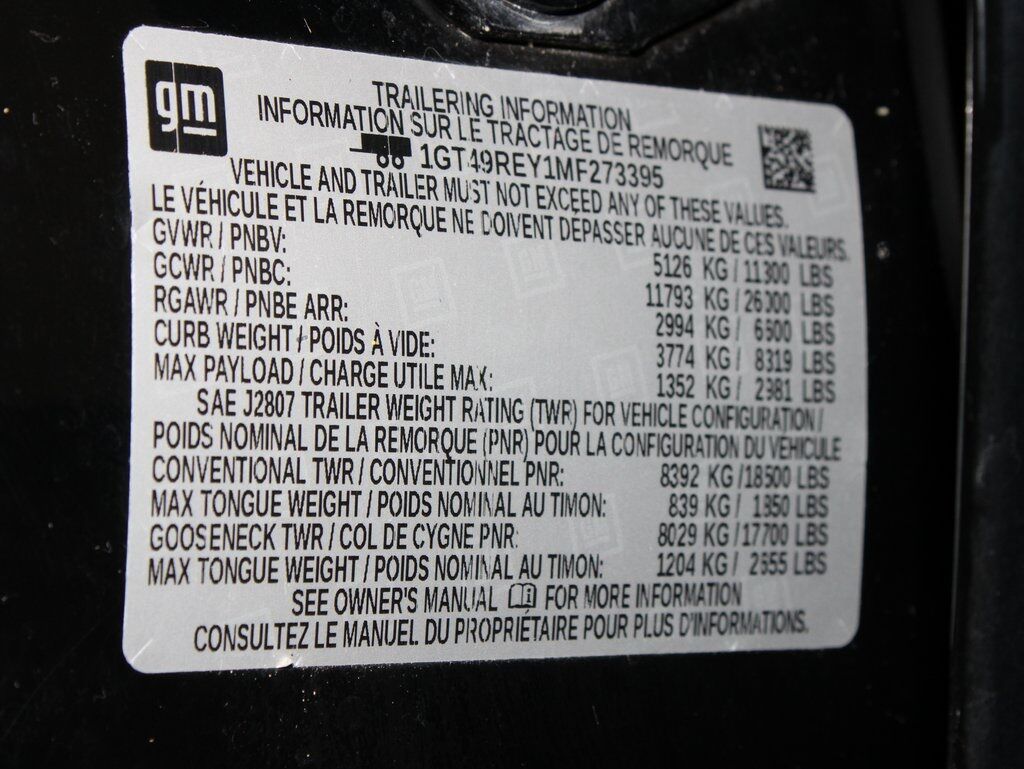 gm
TRAILERING INFORMATION
INFORMATION SUR LE TRACTAGE DE REMORQUE
1GT49REY1MF273395
VEHICLE AND TRAILER MUST NOT EXCEED ANY OF THESE VALUES.
LE VÉHICULE ET LA REMORQUE NE DOIVENT DÉPASSER AUCUNE DE CES VALEURS.
GVWR / PNBV: 5126 KG / 11300 LBS
GCWR / PNBC: 11793 KG / 26000 LBS
RGAWR / PNBE ARR: 2994 KG / 6600 LBS
CURB WEIGHT / POIDS À VIDE: 3774 KG / 8319 LBS
MAX PAYLOAD / CHARGE UTILE MAX: 1352 KG / 2981 LBS
SAE J2807 TRAILER WEIGHT RATING (TWR) FOR VEHICLE CONFIGURATION /
POIDS NOMINAL DE LA REMORQUE (PNR) POUR LA CONFIGURATION DU VEHICULE
CONVENTIONAL TWR / CONVENTIONNEL PNR: 8392 KG /18500 LBS
MAX TONGUE WEIGHT / POIDS NOMINAL AU TIMON: 839 KG / 1850 LBS
GOOSENECK TWR / COL DE CYGNE PNR: 8029 KG /17700 LBS
MAX TONGUE WEIGHT / POIDS NOMINAL AU TIMON: 1204 KG / 2655 LBS
SEE OWNER'S MANUAL FOR MORE INFORMATION
CONSULTEZ LE MANUEL DU PROPRIÉTAIRE POUR PLUS D'INFORMATIONS.